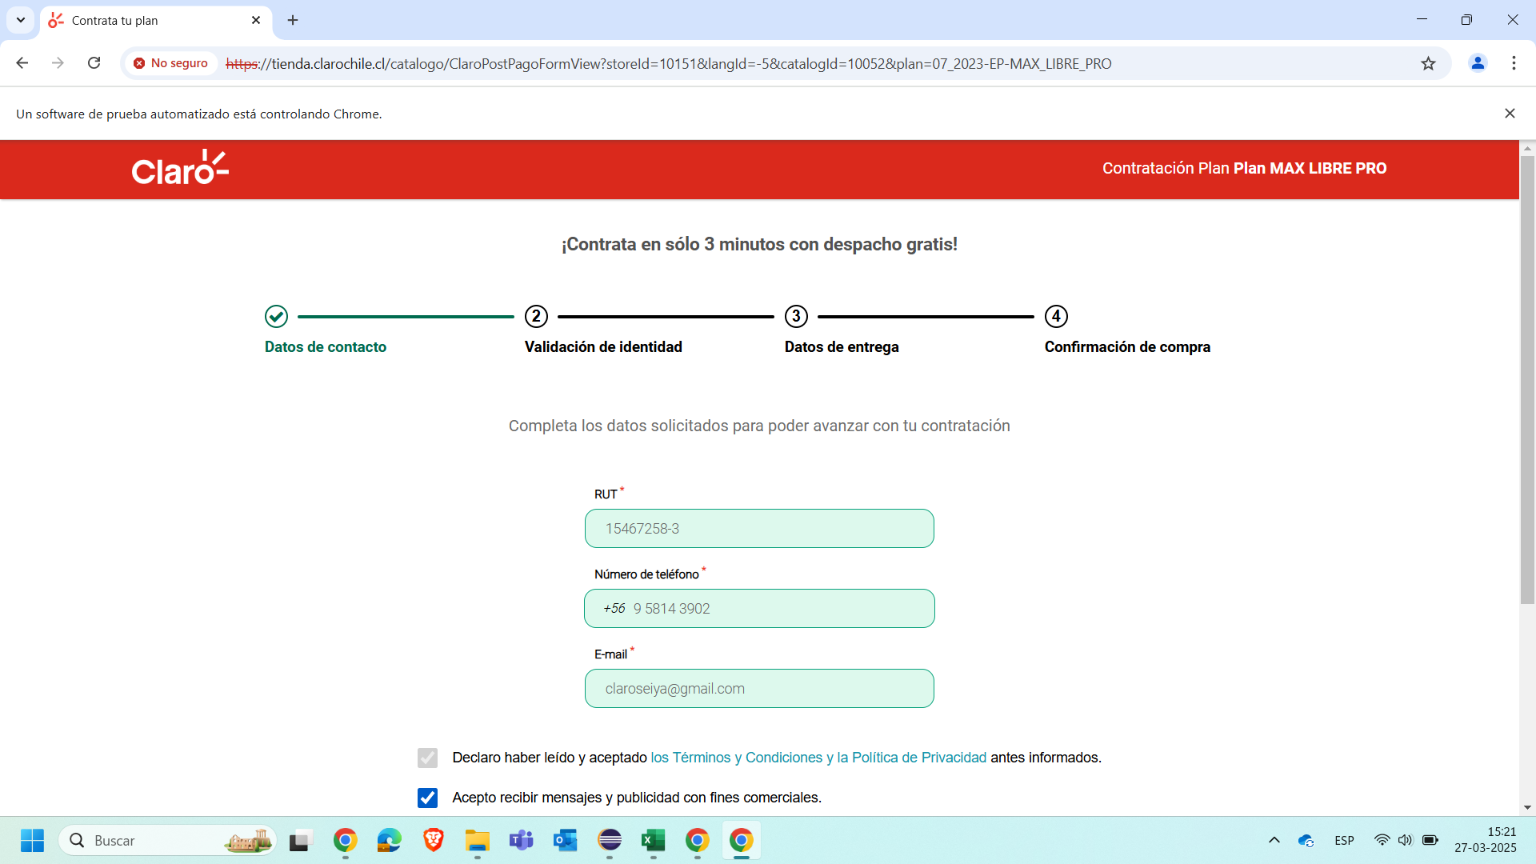 Contrata tu plan
No seguro
https://tienda.clarochile.cl/catalogo/ClaroPostPagoFormView?storeId=10151&langId=-5&catalogId=10052&plan=07_2023-EP-MAX_LIBRE_PRO
Un software de prueba automatizado está controlando Chrome.
Claro
Contratación Plan Plan MAX LIBRE PRO
¡Contrata en sólo 3 minutos con despacho gratis!
2 3 4
Datos de contacto Validación de identidad Datos de entrega Confirmación de compra
Completa los datos solicitados para poder avanzar con tu contratación
RUT *
15467258-3
Número de teléfono *
+56 9 5814 3902
E-mail *
claroseiya@gmail.com
Declaro haber leído y aceptado los Términos y Condiciones y la Política de Privacidad antes informados.
Acepto recibir mensajes y publicidad con fines comerciales.
Buscar
ESP
15:21
27-03-2025